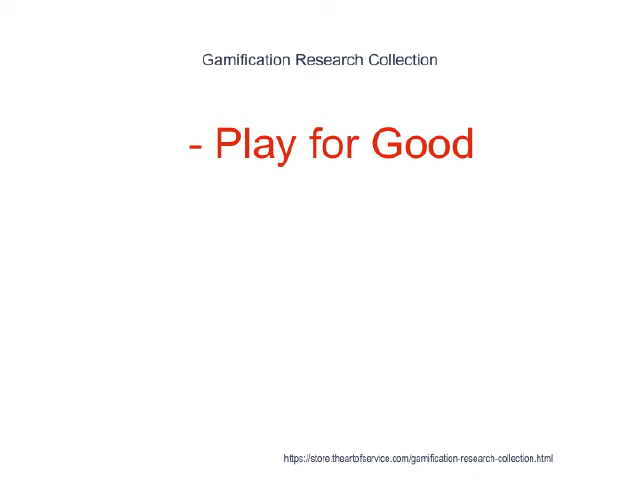 Gamification Research Collection
- Play for Good
https://store.theartofservice.com/gamification-research-collection.html